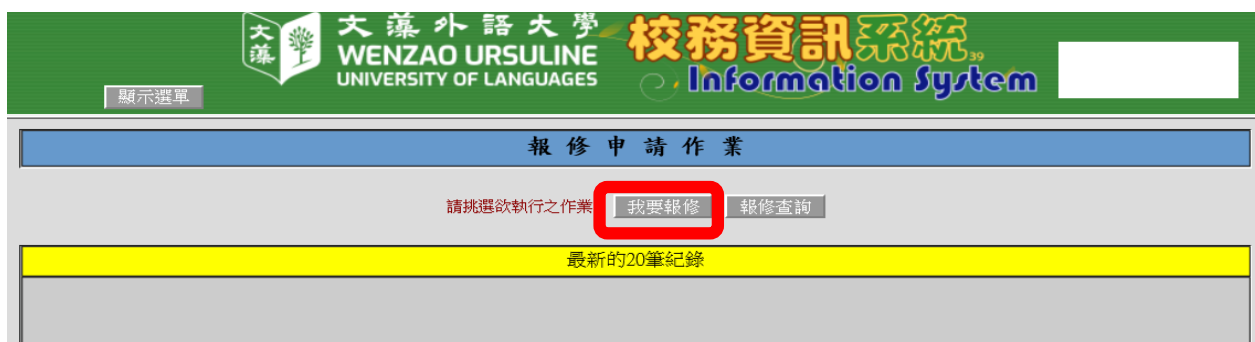 文藻
文藻外語大學
WENZAO URSULINE
UNIVERSITY OF LANGUAGES
校務資訊系統39
Information System
顯示選單
報修申請作業
請挑選欲執行之作業 我要報修 報修查詢
最新的20筆紀錄